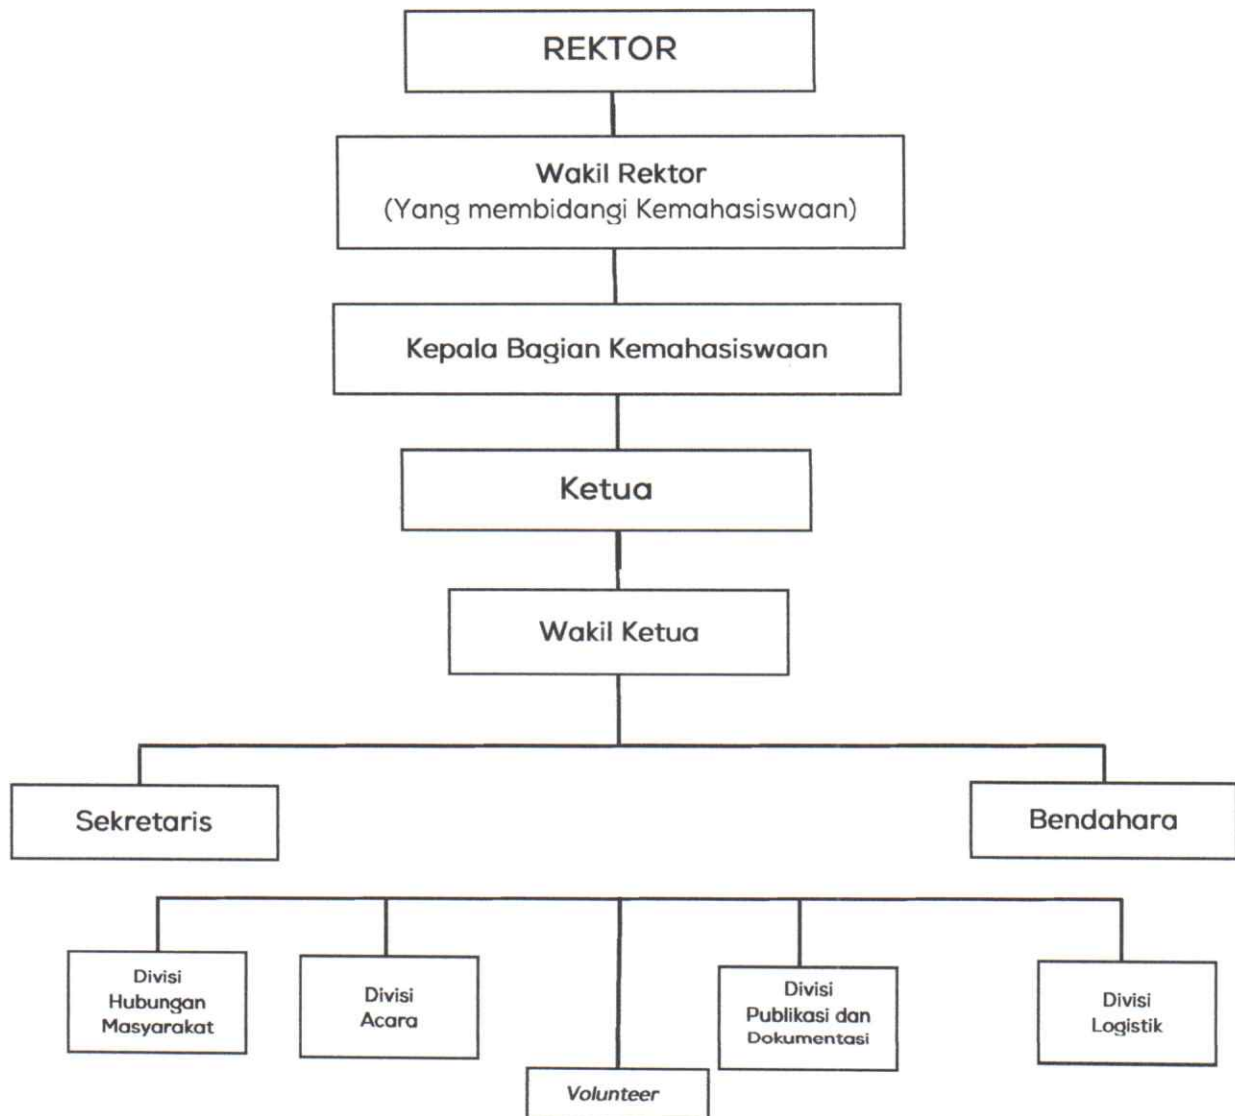 REKTOR
Wakil Rektor
(Yang membidangi Kemahasiswaan)
Kepala Bagian Kemahasiswaan
Ketua
Wakil Ketua
Sekretaris
Bendahara
Divisi
Hubungan
Masyarakat
Divisi
Acara
Divisi
Publikasi dan
Dokumentasi
Divisi
Logistik
Volunteer